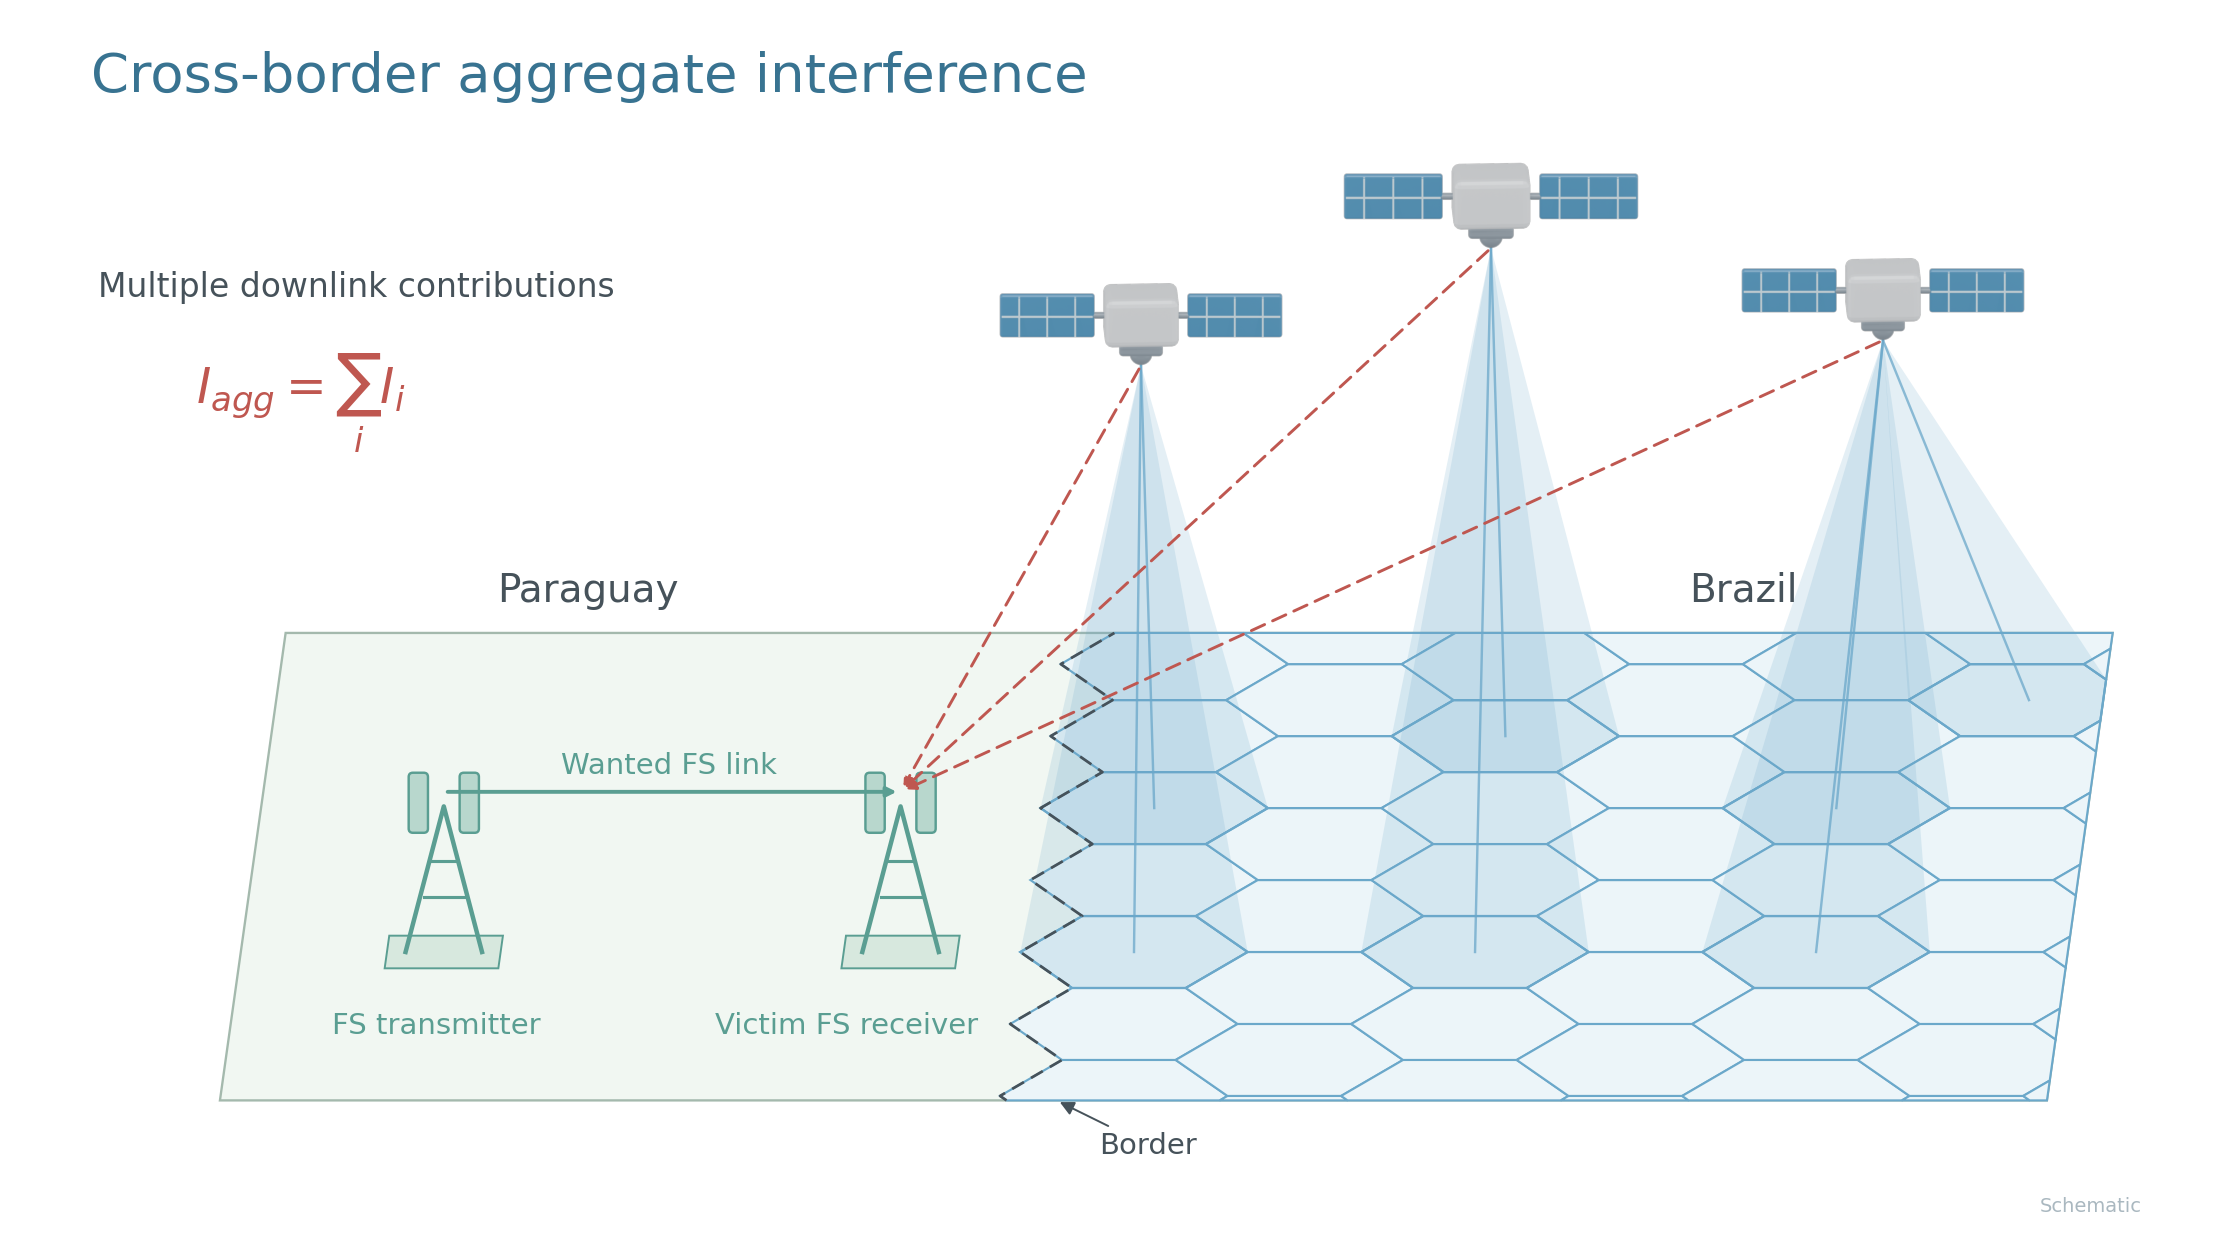 Cross-border aggregate interference
Multiple downlink contributions
I_agg = ∑_i I_i
Paraguay
Brazil
Wanted FS link
FS transmitter
Victim FS receiver
Border
Schematic